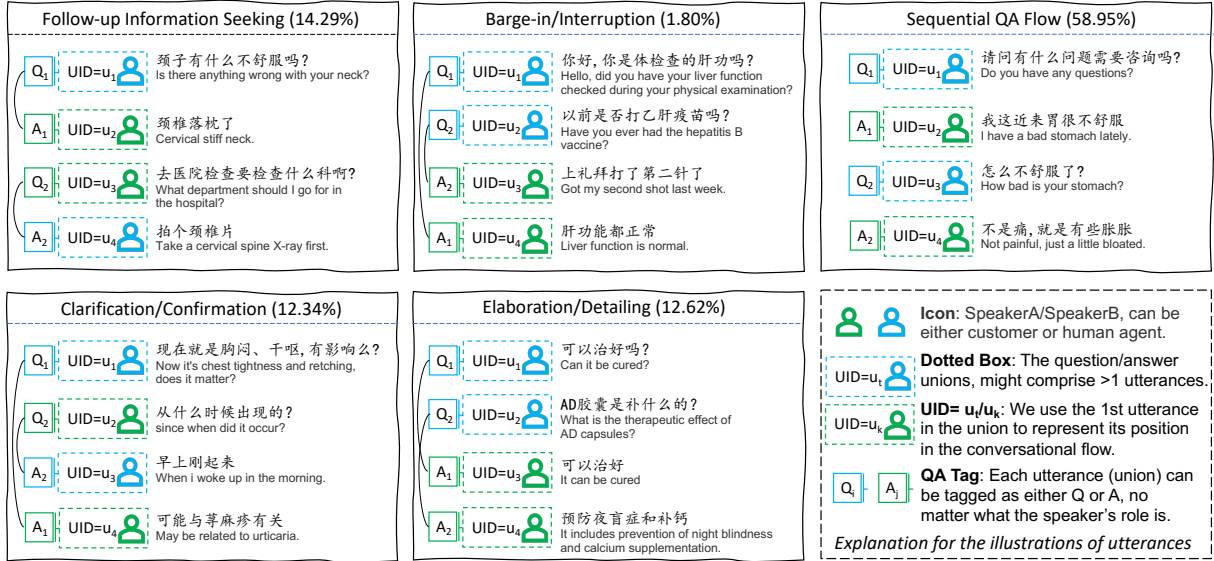 Follow-up Information Seeking (14.29%)
Q1 UID=u1 颈子有什么不舒服吗?
Is there anything wrong with your neck?
A1 UID=u2 颈椎落枕了
Cervical stiff neck.
Q2 UID=u3 去医院检查要检查什么科啊?
What department should I go for in
the hospital?
A2 UID=u4 拍个颈椎片
Take a cervical spine X-ray first.
Barge-in/Interruption (1.80%)
Q1 UID=u1 你好,你是体检查的肝功吗?
Hello, did you have your liver function
checked during your physical examination?
Q2 UID=u2 以前是否打乙肝疫苗吗?
Have you ever had the hepatitis B
vaccine?
A2 UID=u3 上礼拜打了第二针了
Got my second shot last week.
A1 UID=u4 肝功能都正常
Liver function is normal.
Sequential QA Flow (58.95%)
Q1 UID=u1 请问有什么问题需要咨询吗?
Do you have any questions?
A1 UID=u2 我这近来胃很不舒服
I have a bad stomach lately.
Q2 UID=u3 怎么不舒服了?
How bad is your stomach?
A2 UID=u4 不是痛,就是有些胀胀
Not painful, just a little bloated.
Clarification/Confirmation (12.34%)
Q1 UID=u1 现在就是胸闷、干呕,有影响么?
Now it's chest tightness and retching,
does it matter?
Q2 UID=u2 从什么时候出现的?
since when did it occur?
A2 UID=u3 早上刚起来
When i woke up in the morning.
A1 UID=u4 可能与荨麻疹有关
May be related to urticaria.
Elaboration/Detailing (12.62%)
Q1 UID=u1 可以治好吗?
Can it be cured?
Q2 UID=u2 AD胶囊是补什么的?
What is the therapeutic effect of
AD capsules?
A1 UID=u3 可以治好
It can be cured
A2 UID=u4 预防夜盲症和补钙
It includes prevention of night blindness
and calcium supplementation.
Icon: SpeakerA/SpeakerB, can be
either customer or human agent.
UID=ut Dotted Box: The question/answer
unions, might comprise >1 utterances.
UID=uk UID= ut/uk: We use the 1st utterance
in the union to represent its position
in the conversational flow.
Qi Aj QA Tag: Each utterance (union) can
be tagged as either Q or A, no
matter what the speaker's role is.
Explanation for the illustrations of utterances